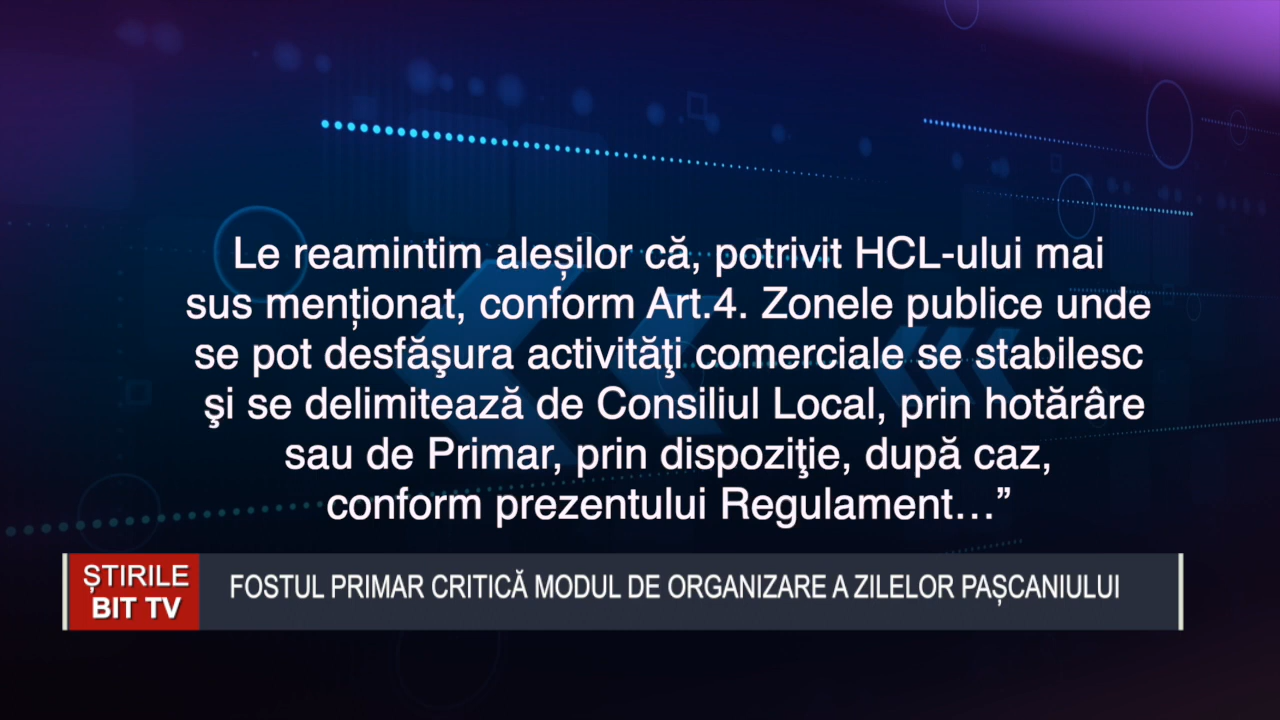 Le reamintim aleșilor că, potrivit HCL-ului mai
sus menționat, conform Art.4. Zonele publice unde
se pot desfăşura activităţi comerciale se stabilesc
şi se delimitează de Consiliul Local, prin hotărâre
sau de Primar, prin dispoziţie, după caz,
conform prezentului Regulament…”
ȘTIRILE
BIT TV
FOSTUL PRIMAR CRITICĂ MODUL DE ORGANIZARE A ZILELOR PAȘCANIULUI